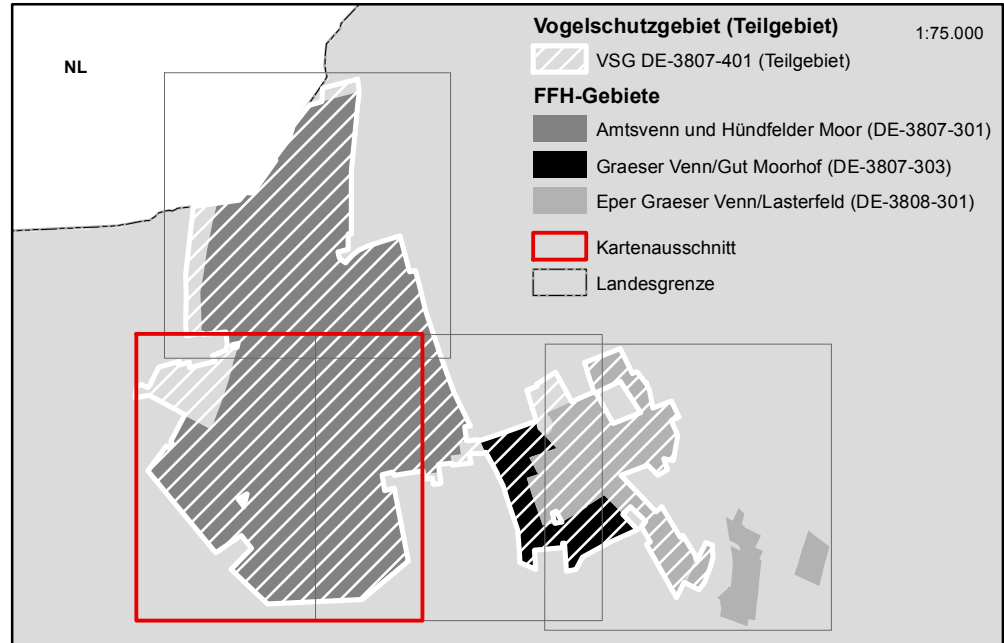 Vogelschutzgebiet (Teilgebiet)
1:75.000
NL
VSG DE-3807-401 (Teilgebiet)
FFH-Gebiete
Amtsvenn und Hündfelder Moor (DE-3807-301)
Graeser Venn/Gut Moorhof (DE-3807-303)
Eper Graeser Venn/Lasterfeld (DE-3808-301)
Kartenausschnitt
Landesgrenze